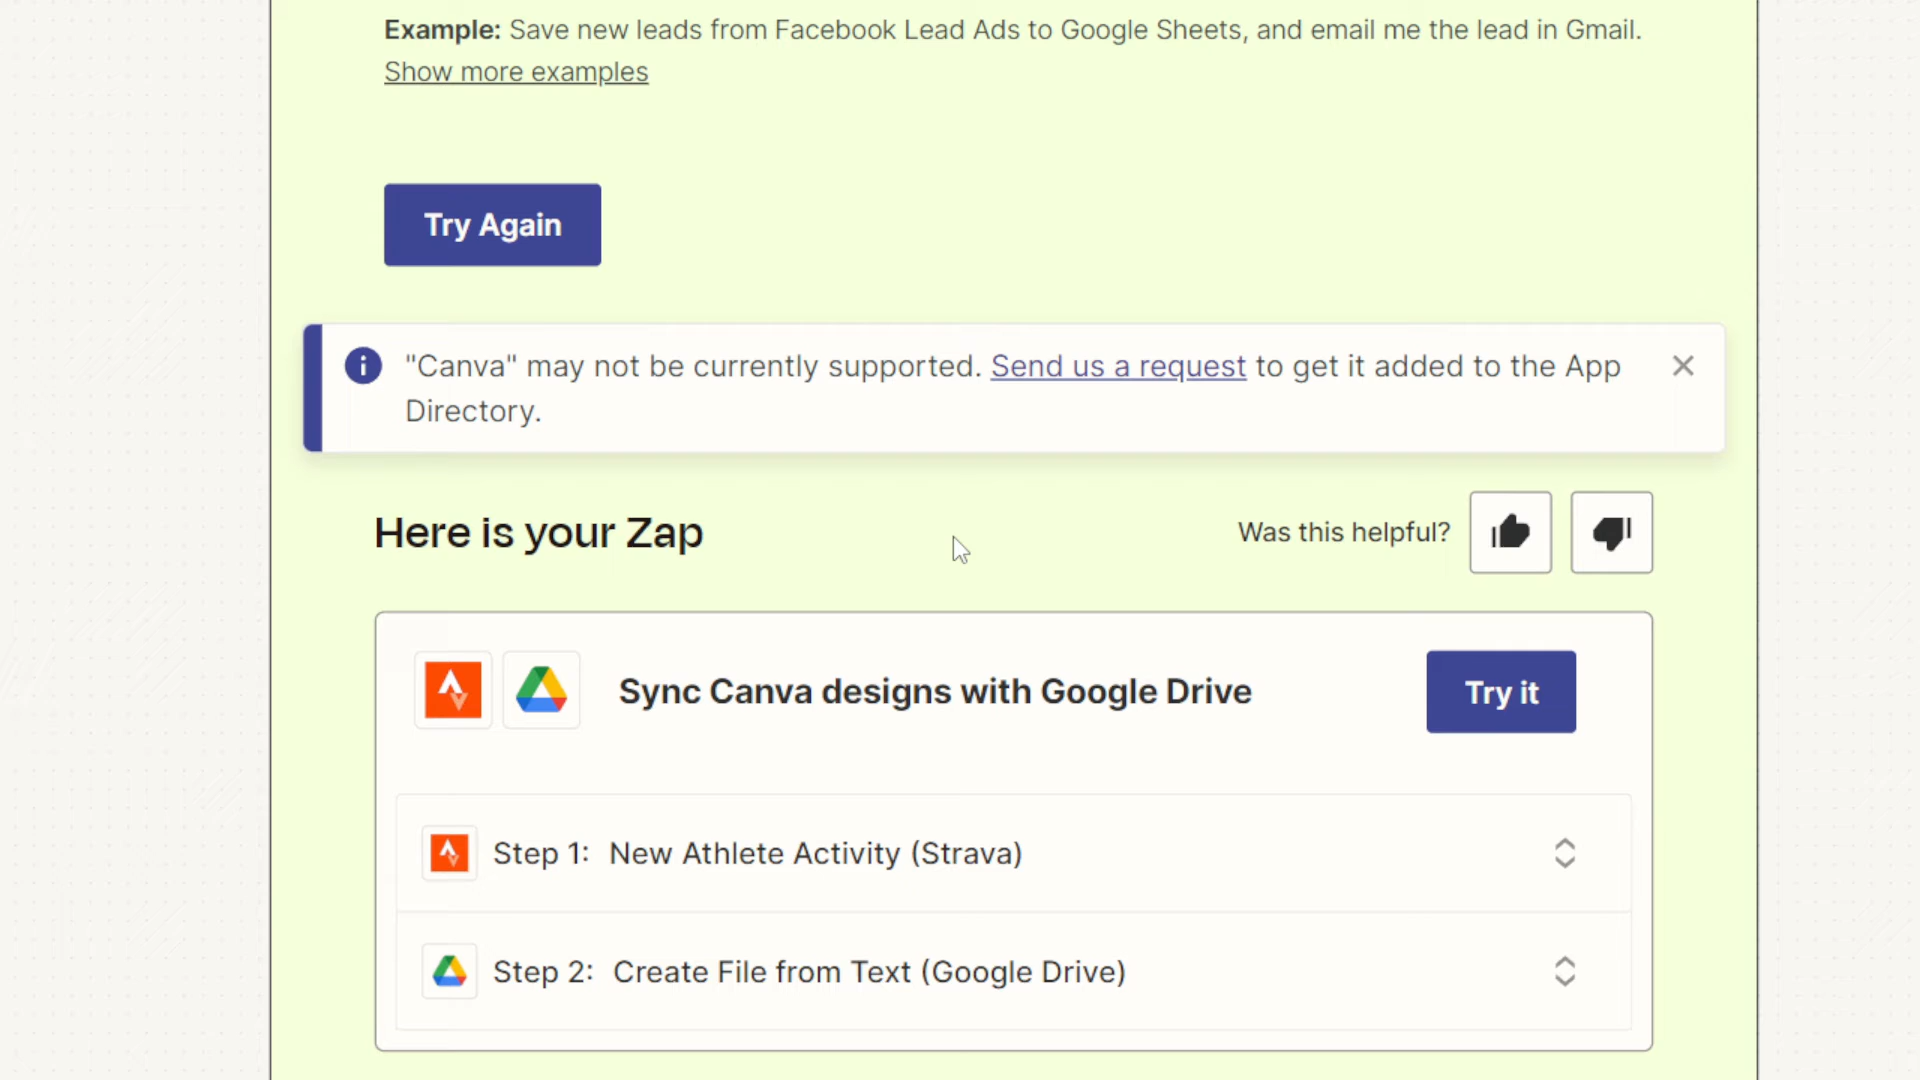 Example: Save new leads from Facebook Lead Ads to Google Sheets, and email me the lead in Gmail.
Show more examples
Try Again
"Canva" may not be currently supported. Send us a request to get it added to the App
Directory.
Here is your Zap
Was this helpful?
Sync Canva designs with Google Drive
Try it
Step 1: New Athlete Activity (Strava)
Step 2: Create File from Text (Google Drive)